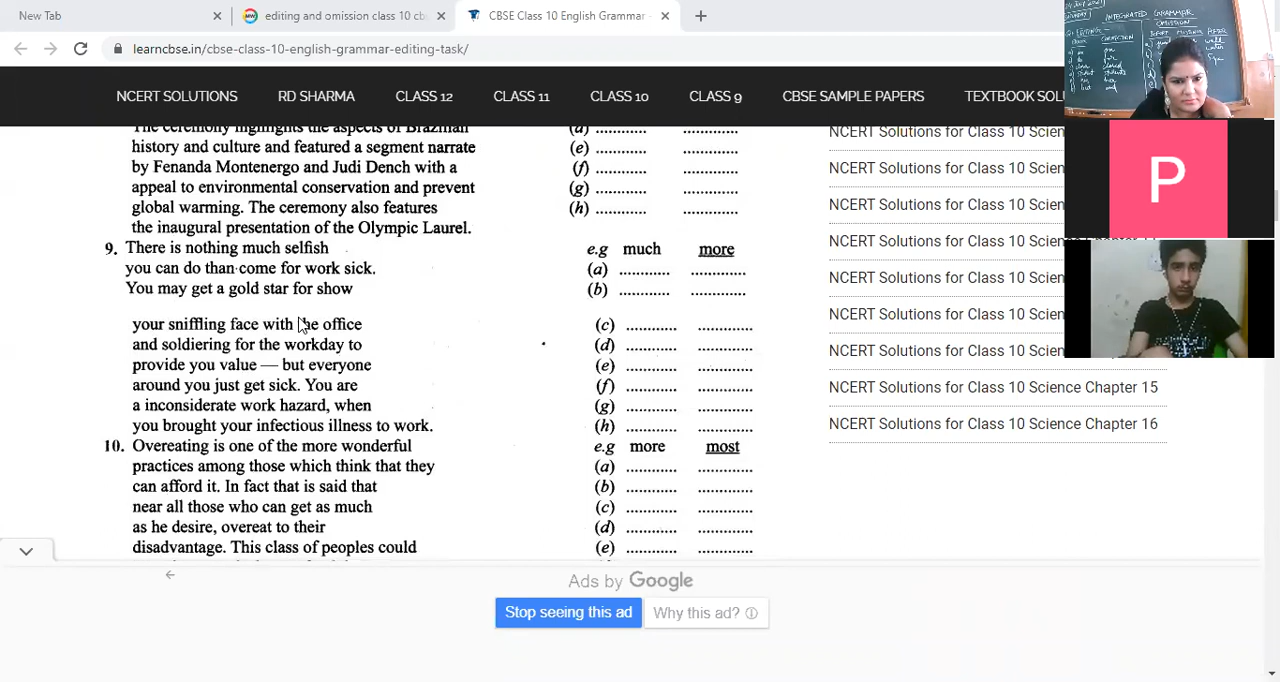 New Tab
editing and omission class 10 cbs
CBSE Class 10 English Grammar
learncbse.in/cbse-class-10-english-grammar-editing-task/
NCERT SOLUTIONS RD SHARMA CLASS 12 CLASS 11 CLASS 10 CLASS 9 CBSE SAMPLE PAPERS TEXTBOOK SOLU
INTEGRATED GRAMMAR
OMISSION
P
The ceremony highlights the aspects of Brazilian (d) ............ ............
history and culture and featured a segment narrate (e) ............ ............
by Fenanda Montenergo and Judi Dench with a (f) ............ ............
appeal to environmental conservation and prevent (g) ............ ............
global warming. The ceremony also features (h) ............ ............
the inaugural presentation of the Olympic Laurel.
9. There is nothing much selfish e.g much more
you can do than come for work sick. (a) ............ ............
You may get a gold star for show (b) ............ ............
your sniffling face with the office (c) ............ ............
and soldiering for the workday to (d) ............ ............
provide you value — but everyone (e) ............ ............
around you just get sick. You are (f) ............ ............
a inconsiderate work hazard, when (g) ............ ............
you brought your infectious illness to work. (h) ............ ............
10. Overeating is one of the more wonderful e.g more most
practices among those which think that they (a) ............ ............
can afford it. In fact that is said that (b) ............ ............
near all those who can get as much (c) ............ ............
as he desire, overeat to their (d) ............ ............
disadvantage. This class of peoples could (e) ............ ............
NCERT Solutions for Class 10 Scien
NCERT Solutions for Class 10 Scien
NCERT Solutions for Class 10 Scien
NCERT Solutions for Class 10 Scien
NCERT Solutions for Class 10 Scien
NCERT Solutions for Class 10 Scien
NCERT Solutions for Class 10 Scien
NCERT Solutions for Class 10 Science Chapter 15
NCERT Solutions for Class 10 Science Chapter 16
Ads by Google
Stop seeing this ad
Why this ad?